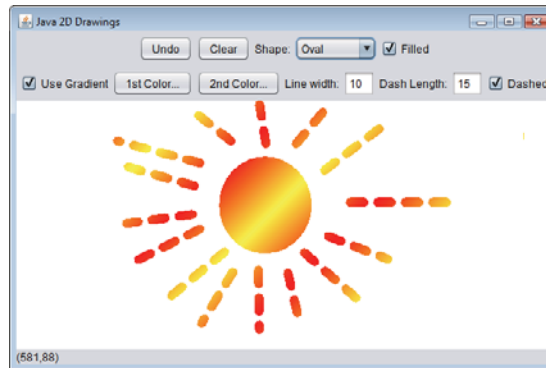 Java 2D Drawings
Undo Clear Shape: Oval Filled
Use Gradient 1st Color... 2nd Color... Line width: 10 Dash Length: 15 Dashed
(581,88)